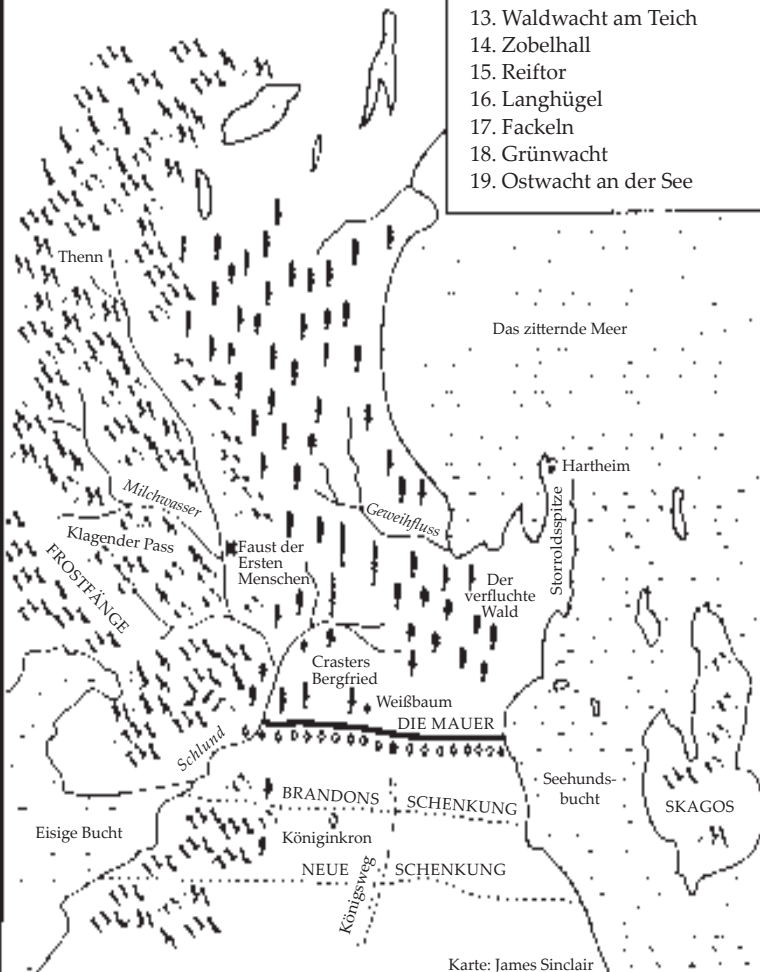 13. Waldwacht am Teich
14. Zobelhall
15. Reiftor
16. Langhügel
17. Fackeln
18. Grünwacht
19. Ostwacht an der See
Thenn
Das zitternde Meer
Hartheim
Milchwasser
Geweihfluss
Storroldsspitze
Klagender Pass
FROSTFÄNGE
Faust der
Ersten
Menschen
Der
verfluchte
Wald
Crasters
Bergfried
Weißbaum
DIE MAUER
Schlund
Seehunds-
bucht
SKAGOS
BRANDONS SCHENKUNG
Eisige Bucht
Königinkron
NEUE SCHENKUNG
Königsweg
Karte: James Sinclair